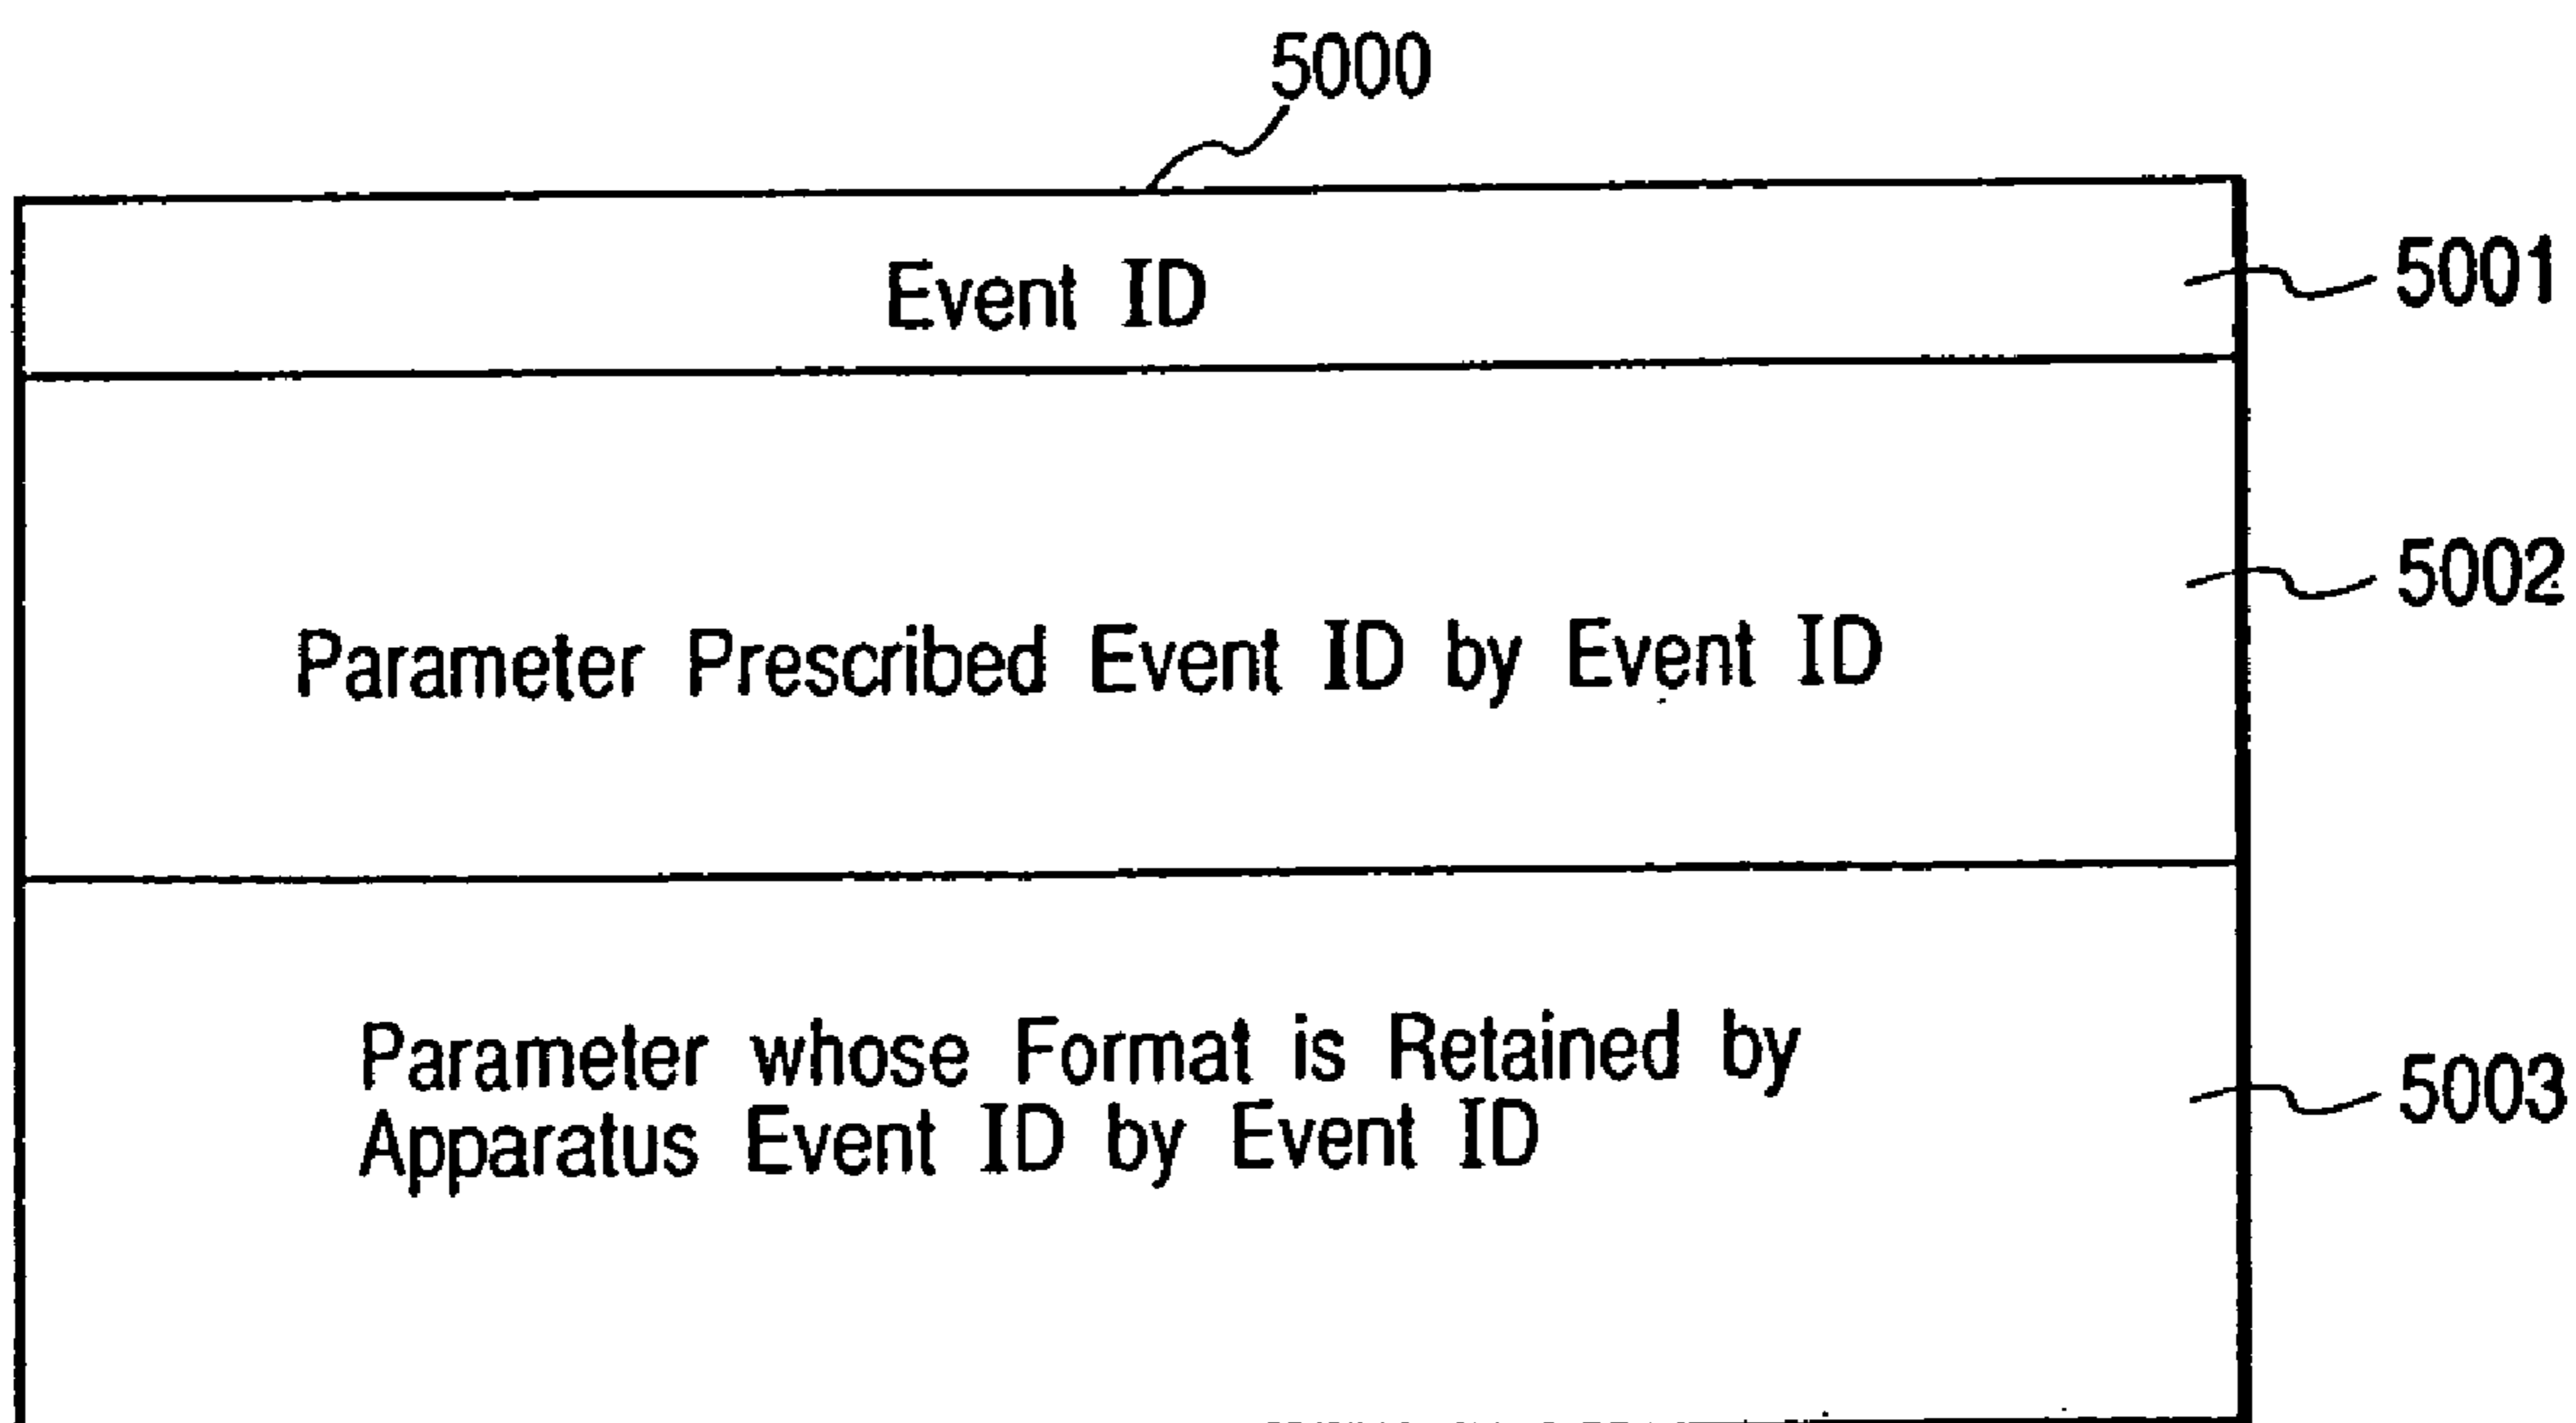 5000
Event ID
5001
5002
Parameter Prescribed Event ID by Event ID
Parameter whose Format is Retained by
Apparatus Event ID by Event ID
5003